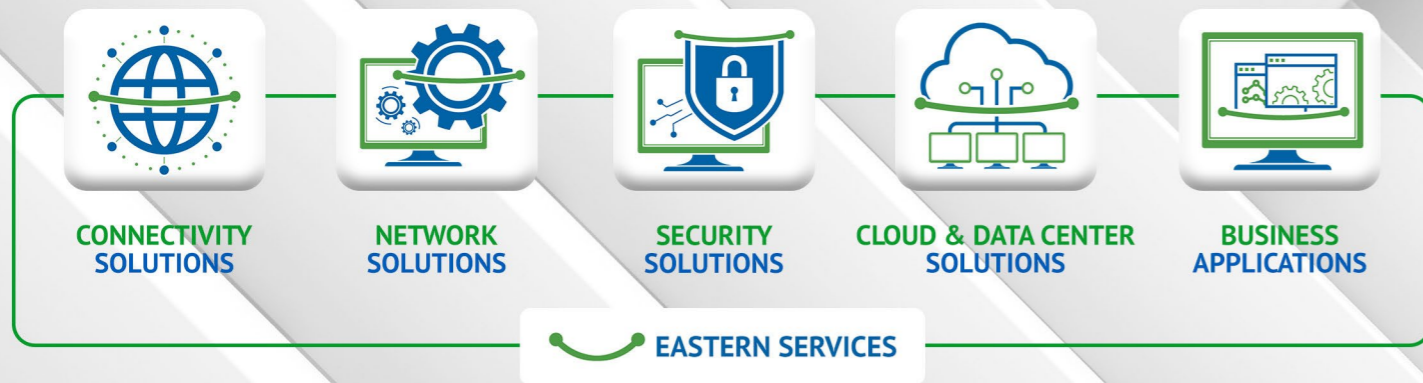 CONNECTIVITY
SOLUTIONS
NETWORK
SOLUTIONS
SECURITY
SOLUTIONS
CLOUD & DATA CENTER
SOLUTIONS
BUSINESS
APPLICATIONS
EASTERN SERVICES